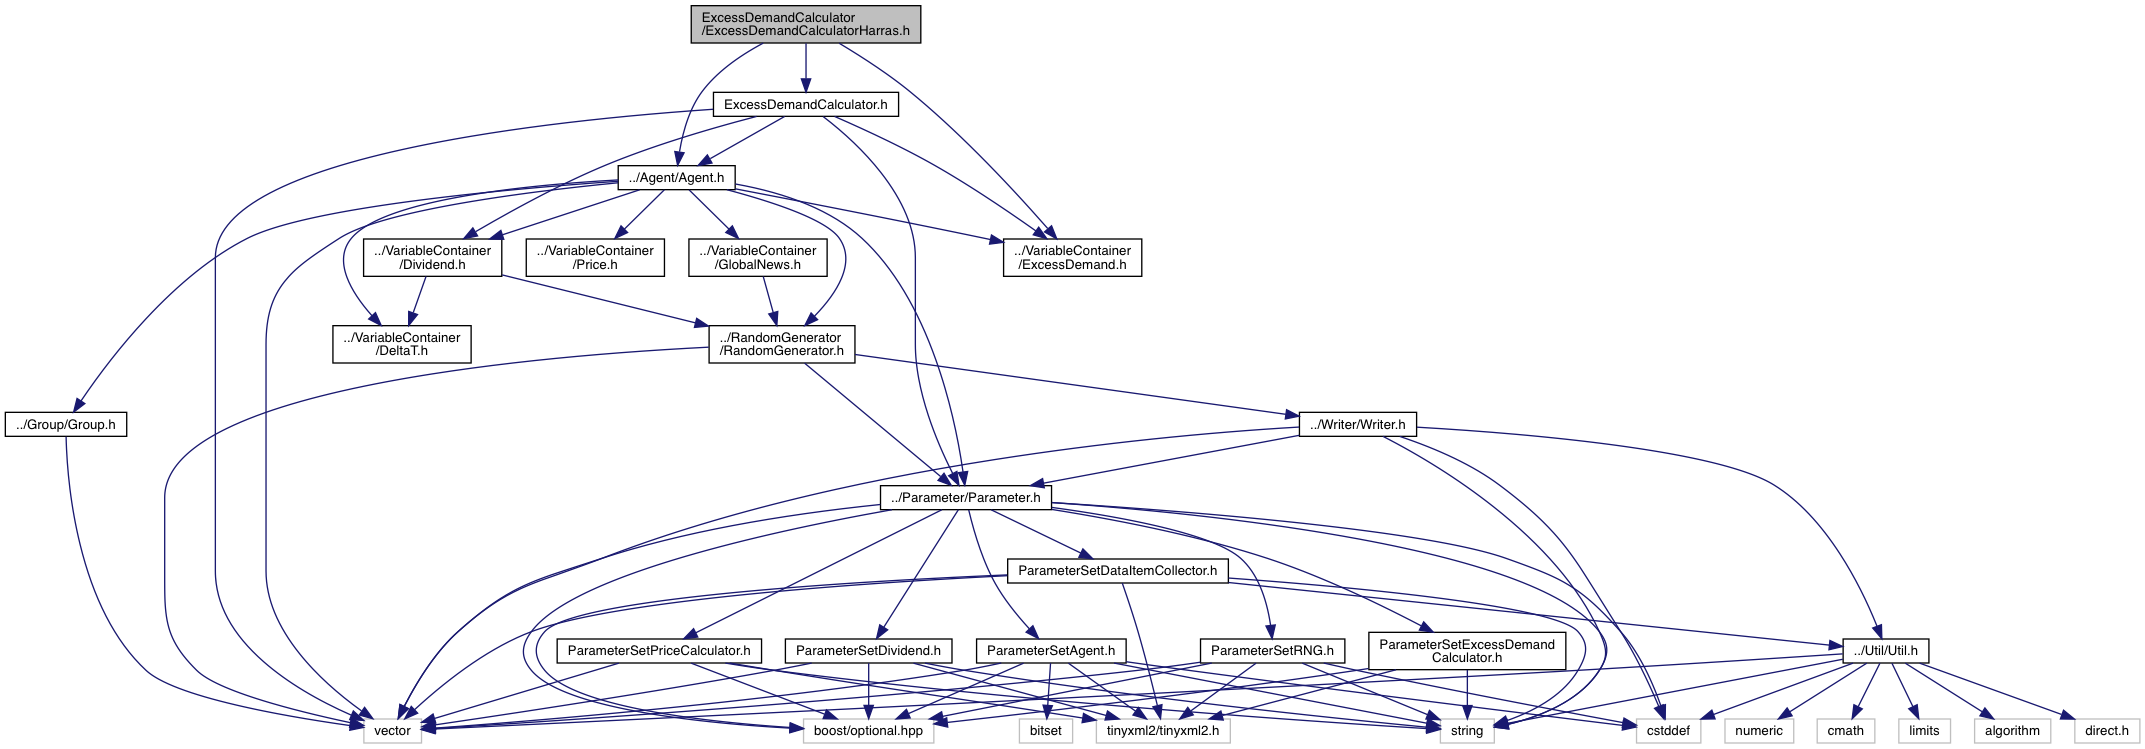 ExcessDemandCalculator
/ExcessDemandCalculatorHarras.h
ExcessDemandCalculator.h
../Agent/Agent.h
../VariableContainer
/Dividend.h
../VariableContainer
/Price.h
../VariableContainer
/GlobalNews.h
../VariableContainer
/ExcessDemand.h
../VariableContainer
/DeltaT.h
../RandomGenerator
/RandomGenerator.h
../Group/Group.h
../Writer/Writer.h
../Parameter/Parameter.h
ParameterSetDataItemCollector.h
ParameterSetPriceCalculator.h
ParameterSetDividend.h
ParameterSetAgent.h
ParameterSetRNG.h
ParameterSetExcessDemand
Calculator.h
../Util/Util.h
vector
boost/optional.hpp
bitset
tinyxml2/tinyxml2.h
string
cstddef
numeric
cmath
limits
algorithm
direct.h